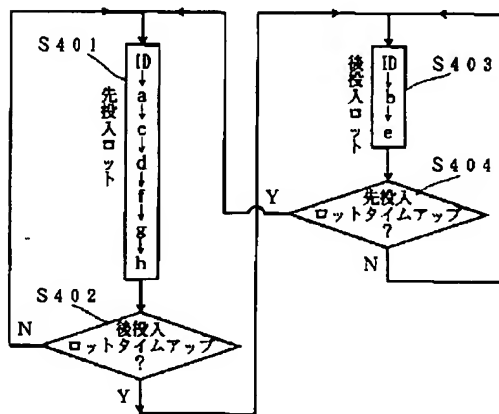 S401
先投入ロット
ID
a
c
d
f
g
h
S402
後投入
ロットタイムアップ
?
N
Y
S403
後投入ロット
ID
b
e
S404
先投入
ロットタイムアップ
?
Y
N